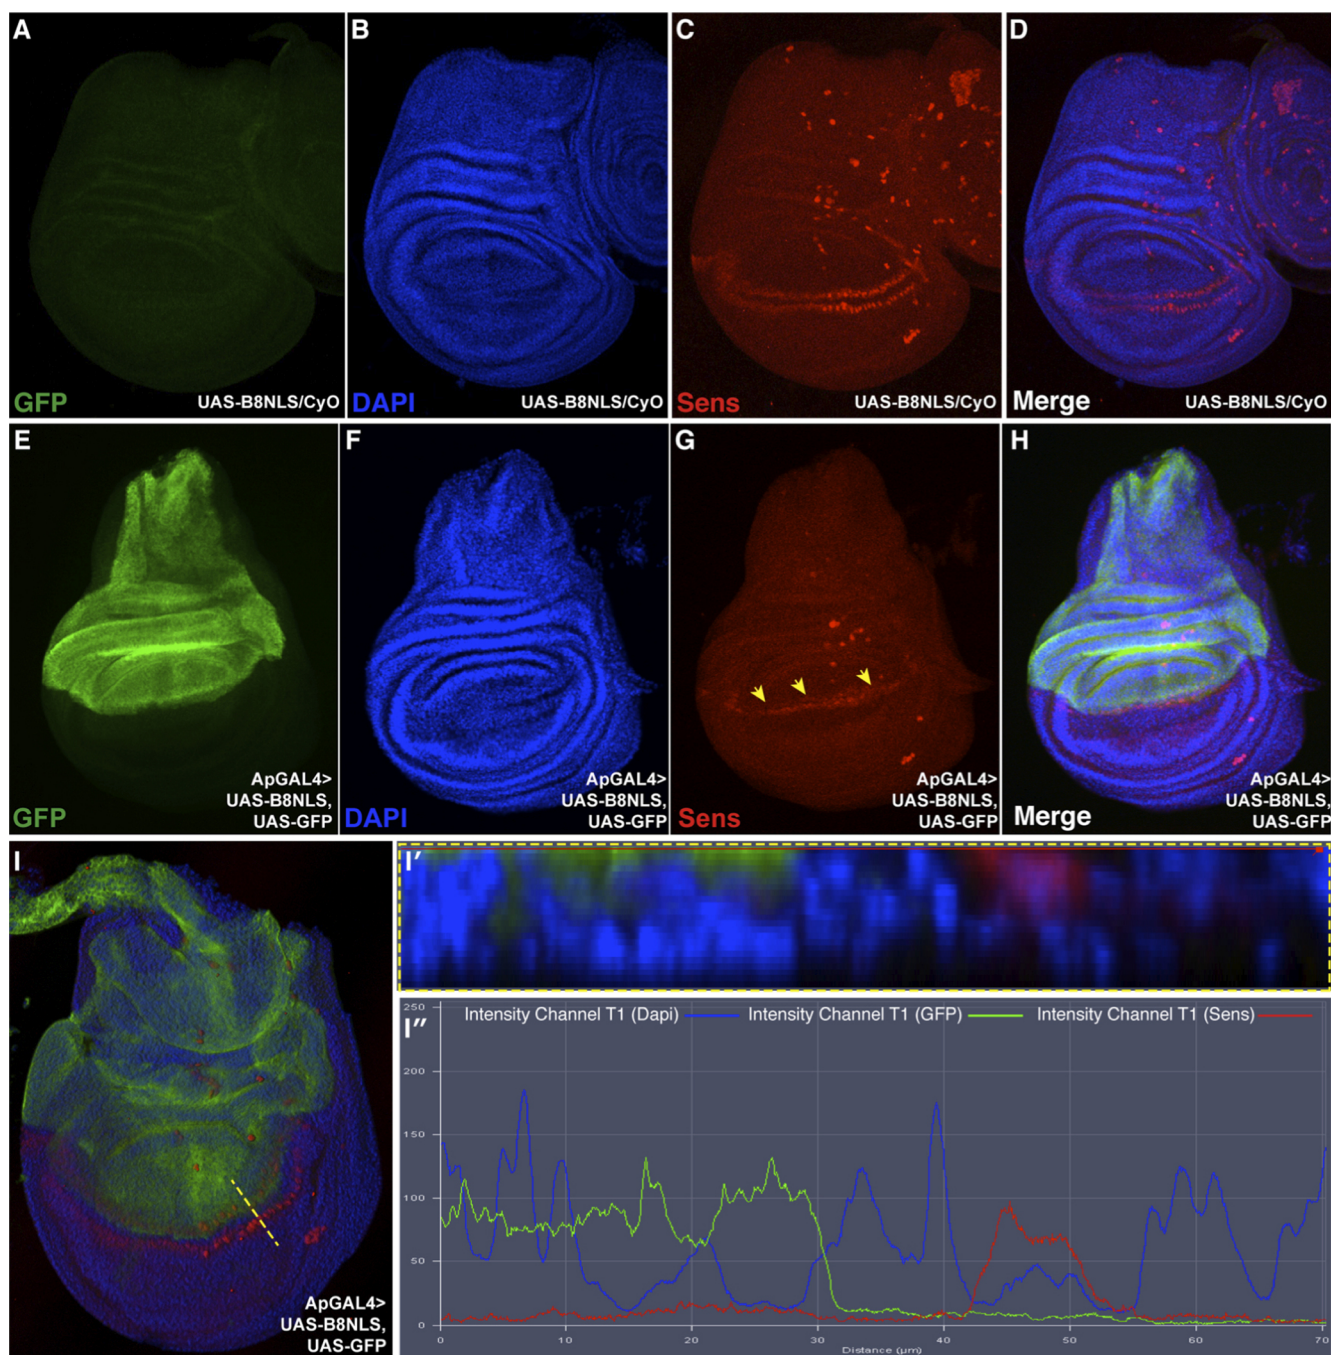 A
B
C
D
GFP
UAS-B8NLS/CyO
DAPI
UAS-B8NLS/CyO
Sens
UAS-B8NLS/CyO
Merge
UAS-B8NLS/CyO
E
F
G
H
GFP
ApGAL4>
UAS-B8NLS,
UAS-GFP
DAPI
ApGAL4>
UAS-B8NLS,
UAS-GFP
Sens
ApGAL4>
UAS-B8NLS,
UAS-GFP
Merge
ApGAL4>
UAS-B8NLS,
UAS-GFP
I
ApGAL4>
UAS-B8NLS,
UAS-GFP
I′
I″
Intensity Channel T1 (Dapi)
Intensity Channel T1 (GFP)
Intensity Channel T1 (Sens)
250
200
150
100
50
0
0 10 20 30 40 50 60 70
Distance (µm)